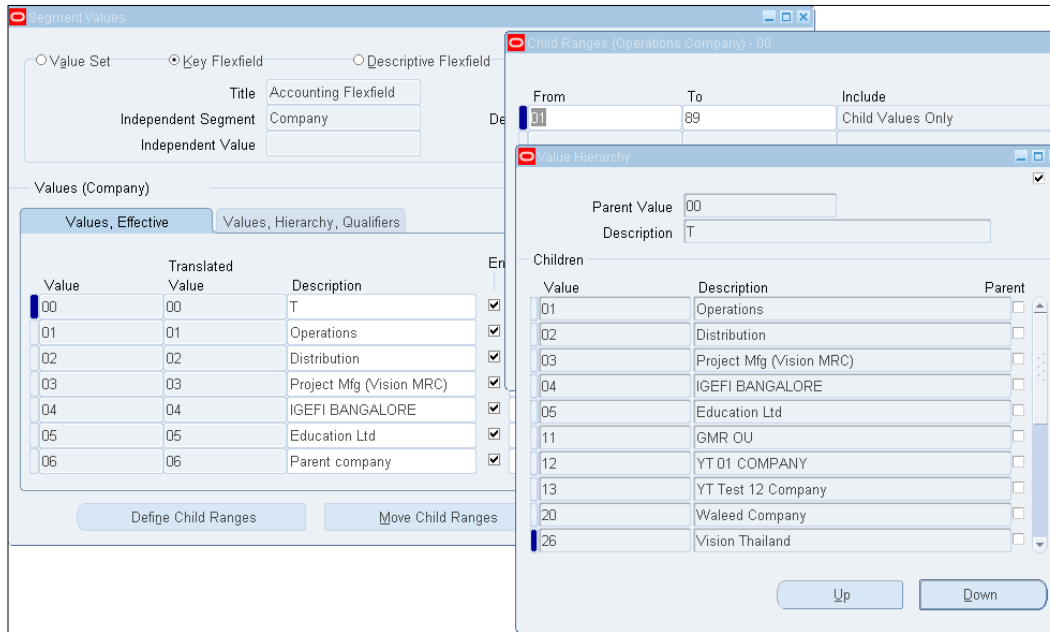 Segment Values
Value Set
Key Flexfield
Descriptive Flexfield
Title Accounting Flexfield
Independent Segment Company
De
Independent Value
Values (Company)
Values, Effective
Values, Hierarchy, Qualifiers
En
Translated
Value Value Description
00 00 T
01 01 Operations
02 02 Distribution
03 03 Project Mfg (Vision MRC)
04 04 IGEFI BANGALORE
05 05 Education Ltd
06 06 Parent company
Define Child Ranges
Move Child Ranges
Child Ranges (Operations Company) - 00
From To Include
01 89 Child Values Only
Value Hierarchy
Parent Value 00
Description T
Children
Value Description Parent
01 Operations
02 Distribution
03 Project Mfg (Vision MRC)
04 IGEFI BANGALORE
05 Education Ltd
11 GMR OU
12 YT 01 COMPANY
13 YT Test 12 Company
20 Waleed Company
26 Vision Thailand
Up
Down